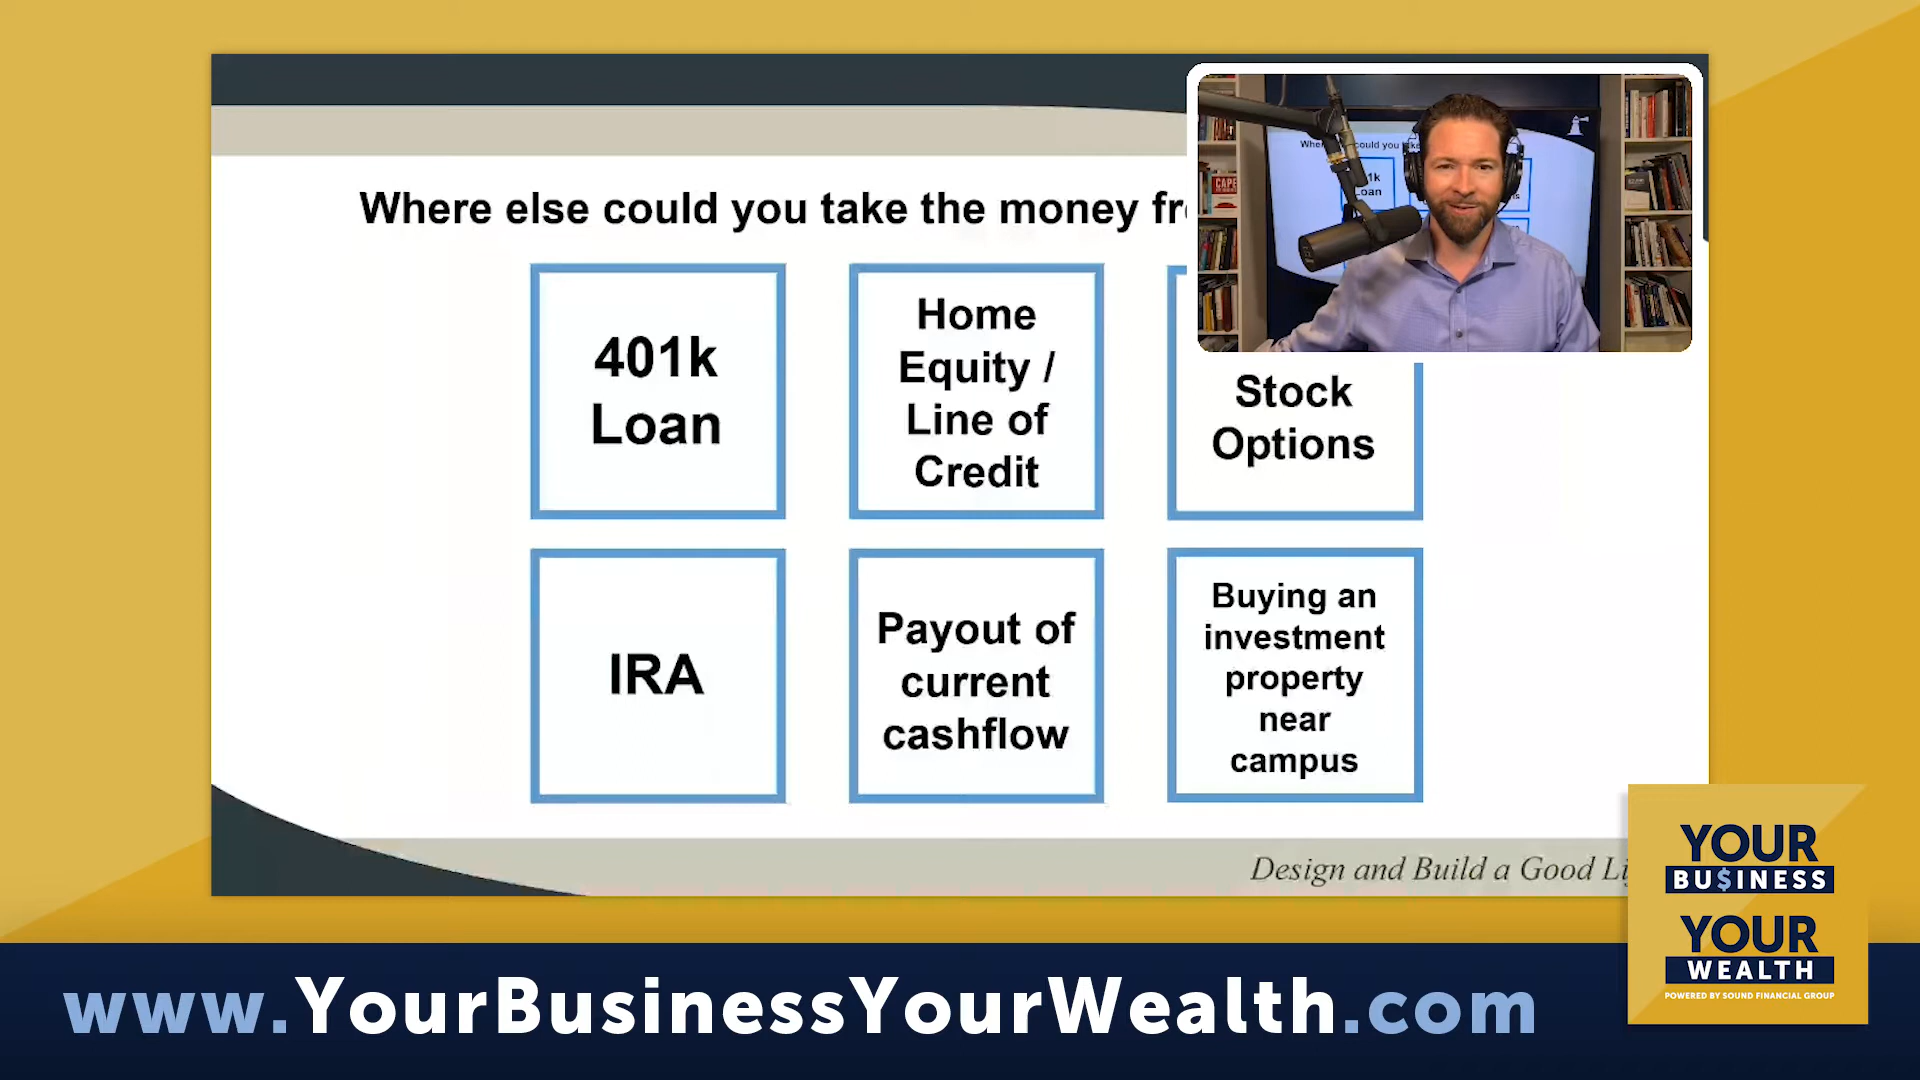 Where else could you take the money
401k
Loan
Home
Equity /
Line of
Credit
Stock
Options
IRA
Payout of
current
cashflow
Buying an
investment
property
near
campus
Design and Build a Good
YOUR
BU$INESS
YOUR
WEALTH
POWERED BY SOUND FINANCIAL GROUP
www.YourBusinessYourWealth.com